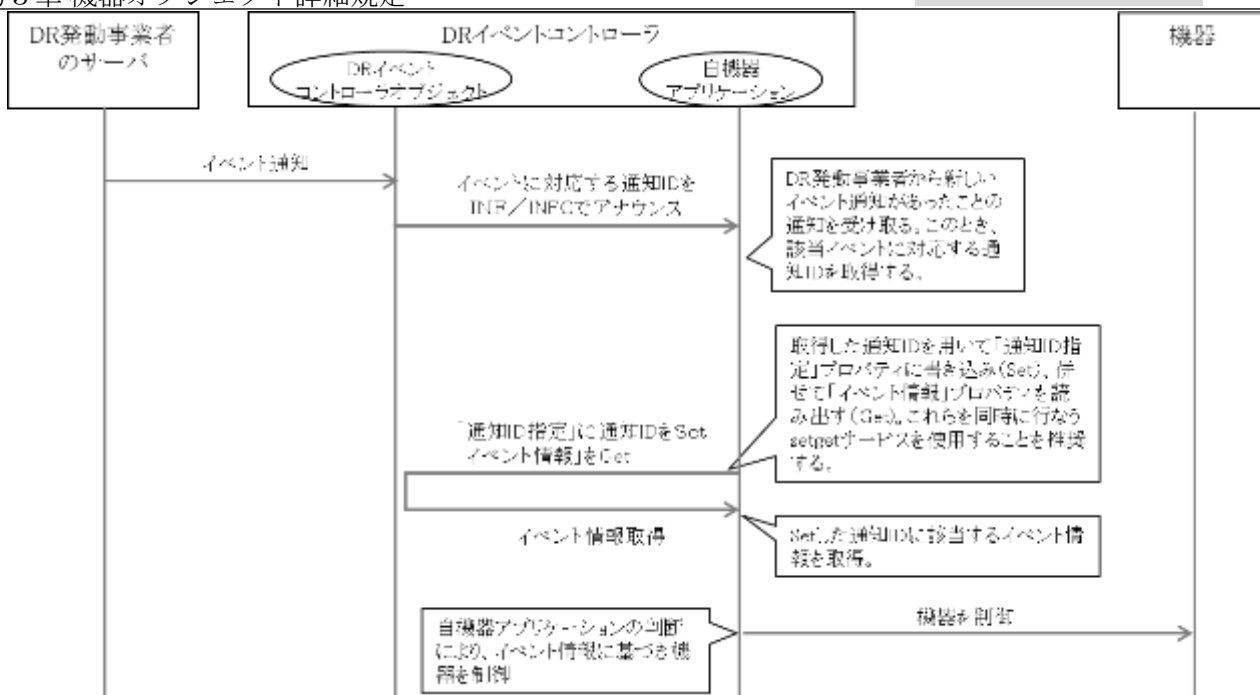 章 機器オブジェクト詳細規定
DR発動事業者
のサーバ
DRイベントコントローラ
機器
DRイベント
コントローラオブジェクト
自機器
アプリケーション
イベント通知
イベントに対応する通知IDを
INF／INFCでアナウンス
DR発動事業者から新しい
イベント通知があったことの
通知を受け取る。このとき、
該当イベントに対応する通
知IDを取得する。
取得した通知IDを用いて「通知ID指
定」プロパティに書き込み（Set）、併
せて「イベント情報」プロパティを読
み出す（Get）。これらを同時に行なう
setgetサービスを使用することを推奨
する。
「通知ID指定」に通知IDをSet
イベント情報」をGet
イベント情報取得
Setした通知IDに該当するイベント情
報を取得。
自機器アプリケーションの判断
により、イベント情報に基づき機
器を制御
機器を制御